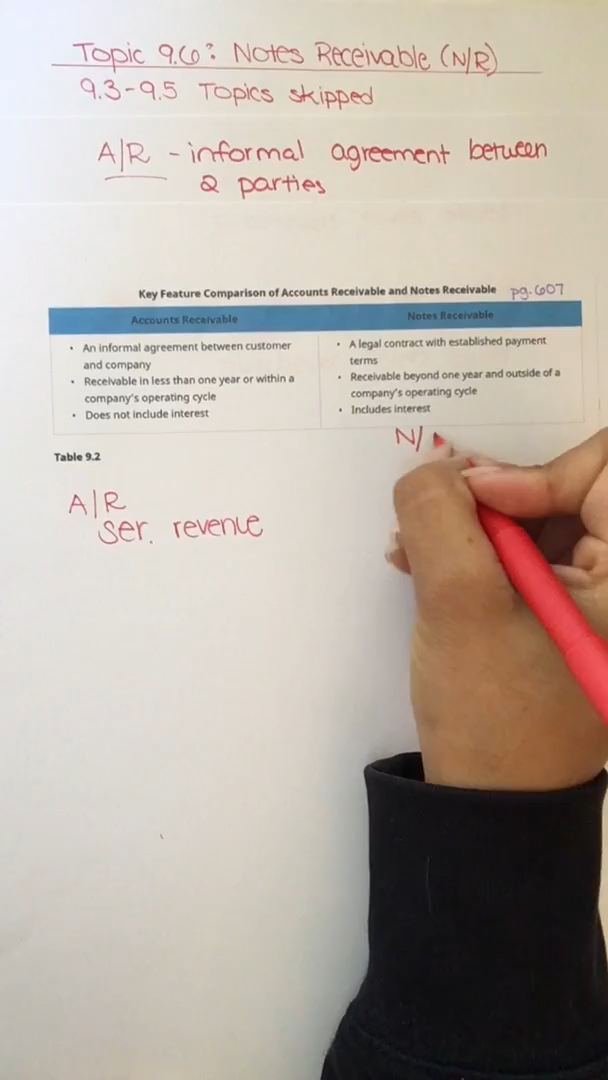 Topic 9.6: Notes Receivable (N/R)
9.3-9.5 Topics skipped
A/R - informal agreement between
2 parties
Key Feature Comparison of Accounts Receivable and Notes Receivable pg. 607
Accounts Receivable
• An informal agreement between customer
and company
• Receivable in less than one year or within a
company's operating cycle
• Does not include interest
Notes Receivable
• A legal contract with established payment
terms
• Receivable beyond one year and outside of a
company's operating cycle
• Includes interest
Table 9.2
A/R
ser. revenue
N/